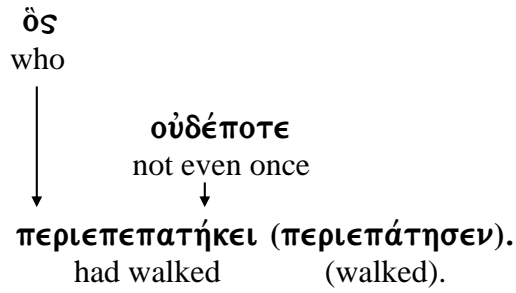 ὃς
who
οὐδέποτε
not even once
περιεπεπατήκει (περιεπάτησεν).
had walked (walked).